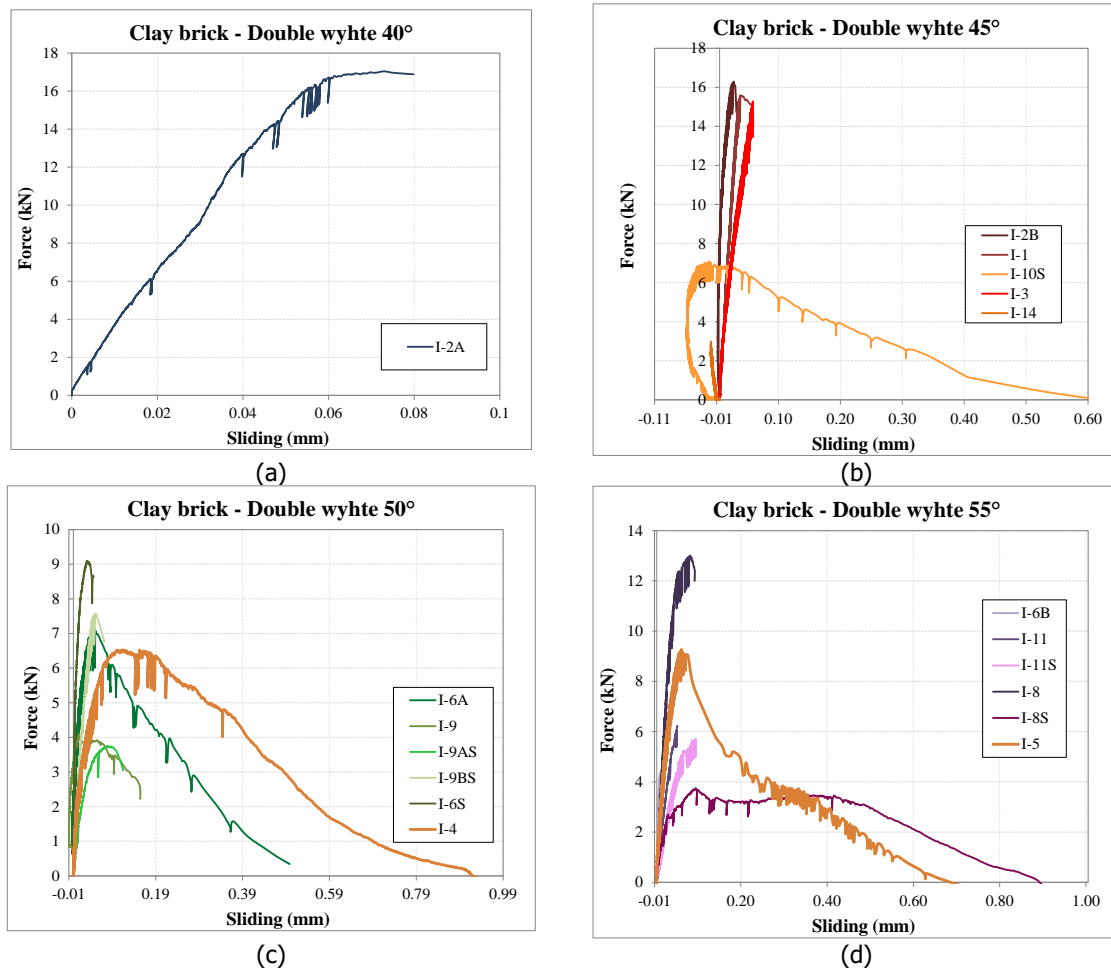 Clay brick - Double wyhte 40°
Force (kN)
18
16
14
12
10
8
6
4
2
0
I-2A
0
0.02
0.04
0.06
0.08
0.1
Sliding (mm)
(a)
Clay brick - Double wyhte 45°
Force (kN)
18
16
14
12
10
8
6
4
2
0
I-2B
I-1
I-10S
I-3
I-14
-0.11
-0.01
0.10
0.20
0.30
0.40
0.50
0.60
Sliding (mm)
(b)
Clay brick - Double wyhte 50°
Force (kN)
10
9
8
7
6
5
4
3
2
1
0
I-6A
I-9
I-9AS
I-9BS
I-6S
I-4
-0.01
0.19
0.39
0.59
0.79
0.99
Sliding (mm)
(c)
Clay brick - Double wyhte 55°
Force (kN)
14
12
10
8
6
4
2
0
I-6B
I-11
I-11S
I-8
I-8S
I-5
-0.01
0.20
0.40
0.60
0.80
1.00
Sliding (mm)
(d)